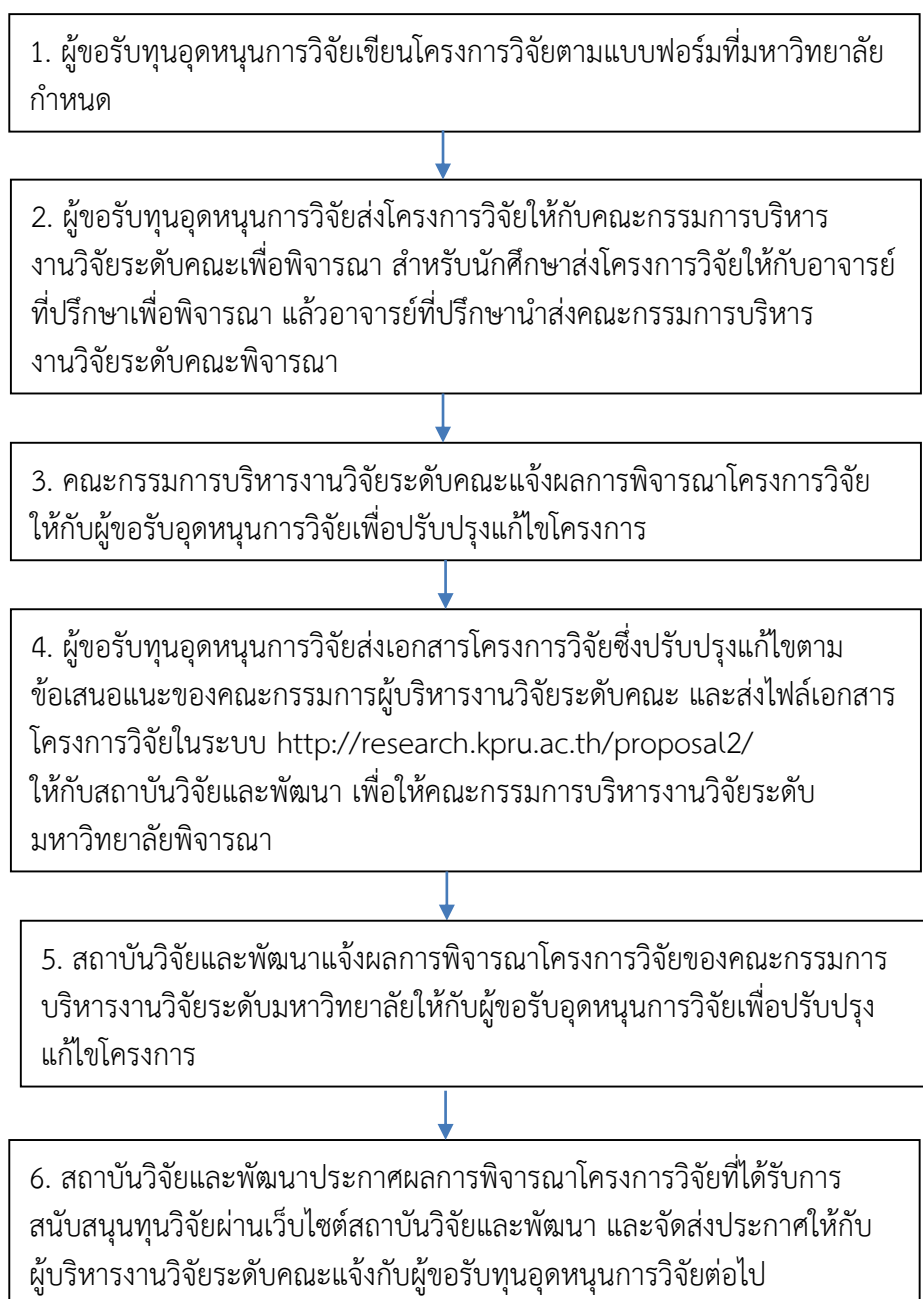 1. ผู้ขอรับทุนอุดหนุนการวิจัยเขียนโครงการวิจัยตามแบบฟอร์มที่มหาวิทยาลัย
กำหนด
2. ผู้ขอรับทุนอุดหนุนการวิจัยส่งโครงการวิจัยให้กับคณะกรรมการบริหาร
งานวิจัยระดับคณะเพื่อพิจารณา สำหรับนักศึกษาส่งโครงการวิจัยให้กับอาจารย์
ที่ปรึกษาเพื่อพิจารณา แล้วอาจารย์ที่ปรึกษานำส่งคณะกรรมการบริหาร
งานวิจัยระดับคณะพิจารณา
3. คณะกรรมการบริหารงานวิจัยระดับคณะแจ้งผลการพิจารณาโครงการวิจัย
ให้กับผู้ขอรับอุดหนุนการวิจัยเพื่อปรับปรุงแก้ไขโครงการ
4. ผู้ขอรับทุนอุดหนุนการวิจัยส่งเอกสารโครงการวิจัยซึ่งปรับปรุงแก้ไขตาม
ข้อเสนอแนะของคณะกรรมการผู้บริหารงานวิจัยระดับคณะ และส่งไฟล์เอกสาร
โครงการวิจัยในระบบ http://research.kpru.ac.th/proposal2/
ให้กับสถาบันวิจัยและพัฒนา เพื่อให้คณะกรรมการบริหารงานวิจัยระดับ
มหาวิทยาลัยพิจารณา
5. สถาบันวิจัยและพัฒนาแจ้งผลการพิจารณาโครงการวิจัยของคณะกรรมการ
บริหารงานวิจัยระดับมหาวิทยาลัยให้กับผู้ขอรับอุดหนุนการวิจัยเพื่อปรับปรุง
แก้ไขโครงการ
6. สถาบันวิจัยและพัฒนาประกาศผลการพิจารณาโครงการวิจัยที่ได้รับการ
สนับสนุนทุนวิจัยผ่านเว็บไซต์สถาบันวิจัยและพัฒนา และจัดส่งประกาศให้กับ
ผู้บริหารงานวิจัยระดับคณะแจ้งกับผู้ขอรับทุนอุดหนุนการวิจัยต่อไป